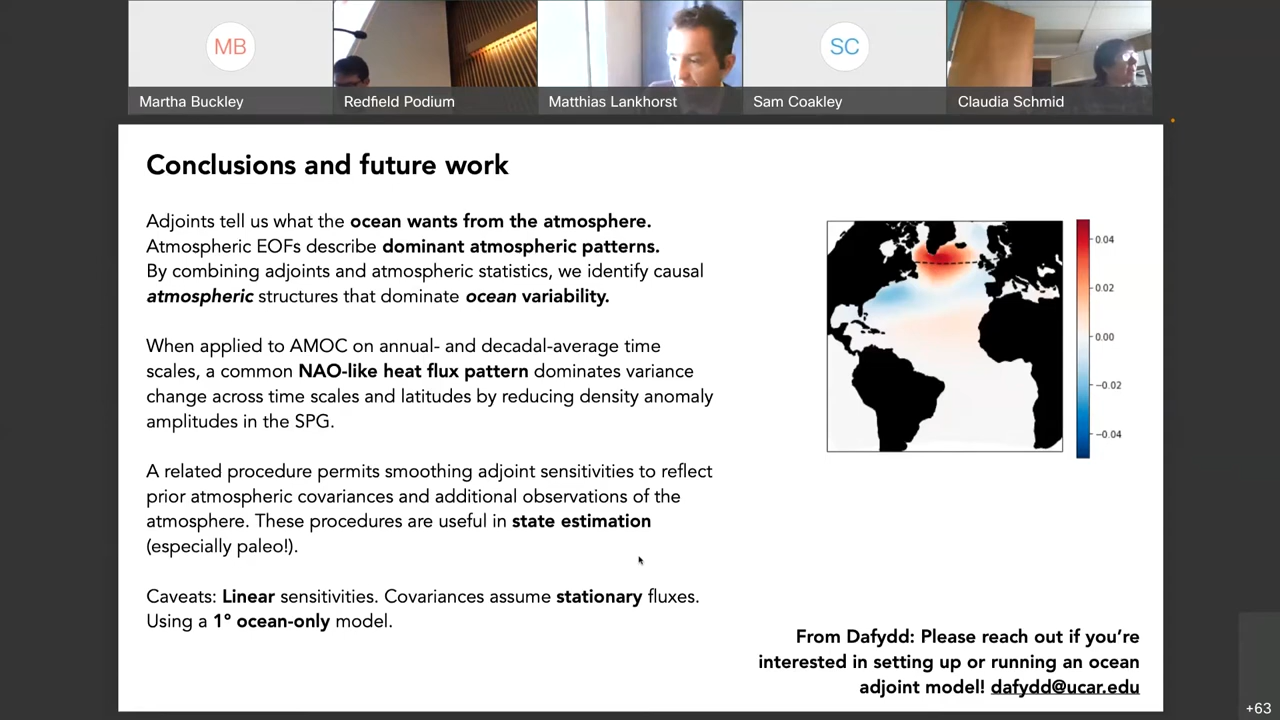 MB
SC
Martha Buckley
Redfield Podium
Matthias Lankhorst
Sam Coakley
Claudia Schmid
Conclusions and future work
Adjoints tell us what the ocean wants from the atmosphere.
Atmospheric EOFs describe dominant atmospheric patterns.
By combining adjoints and atmospheric statistics, we identify causal
atmospheric structures that dominate ocean variability.
When applied to AMOC on annual- and decadal-average time
scales, a common NAO-like heat flux pattern dominates variance
change across time scales and latitudes by reducing density anomaly
amplitudes in the SPG.
A related procedure permits smoothing adjoint sensitivities to reflect
prior atmospheric covariances and additional observations of the
atmosphere. These procedures are useful in state estimation
(especially paleo!).
Caveats: Linear sensitivities. Covariances assume stationary fluxes.
Using a 1° ocean-only model.
0.04
0.02
0.00
−0.02
−0.04
From Dafydd: Please reach out if you’re
interested in setting up or running an ocean
adjoint model! dafydd@ucar.edu
+63